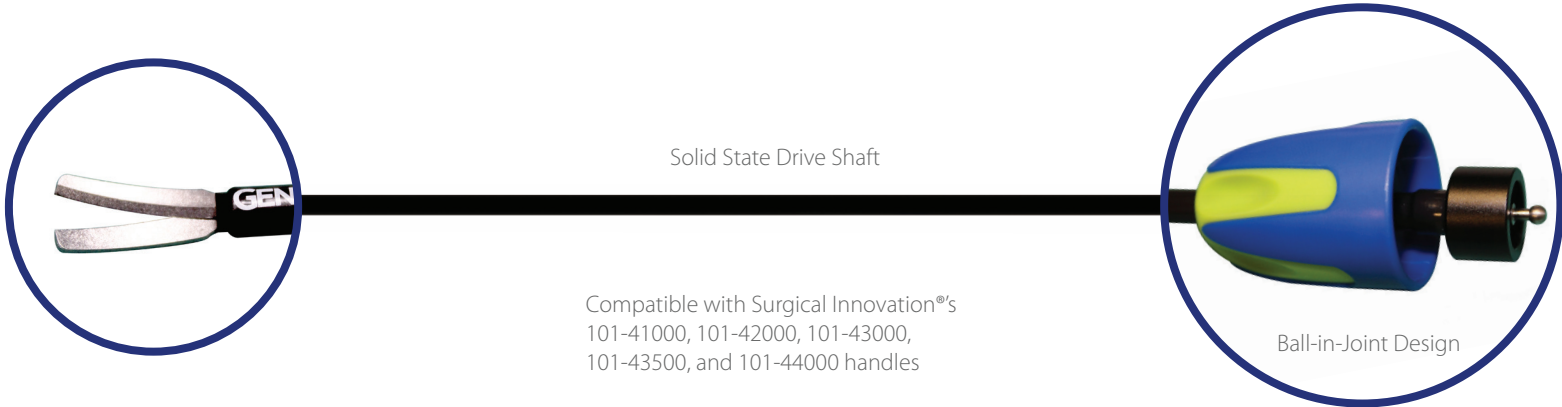 GEN
Solid State Drive Shaft
Compatible with Surgical Innovation®'s
101-41000, 101-42000, 101-43000,
101-43500, and 101-44000 handles
Ball-in-Joint Design